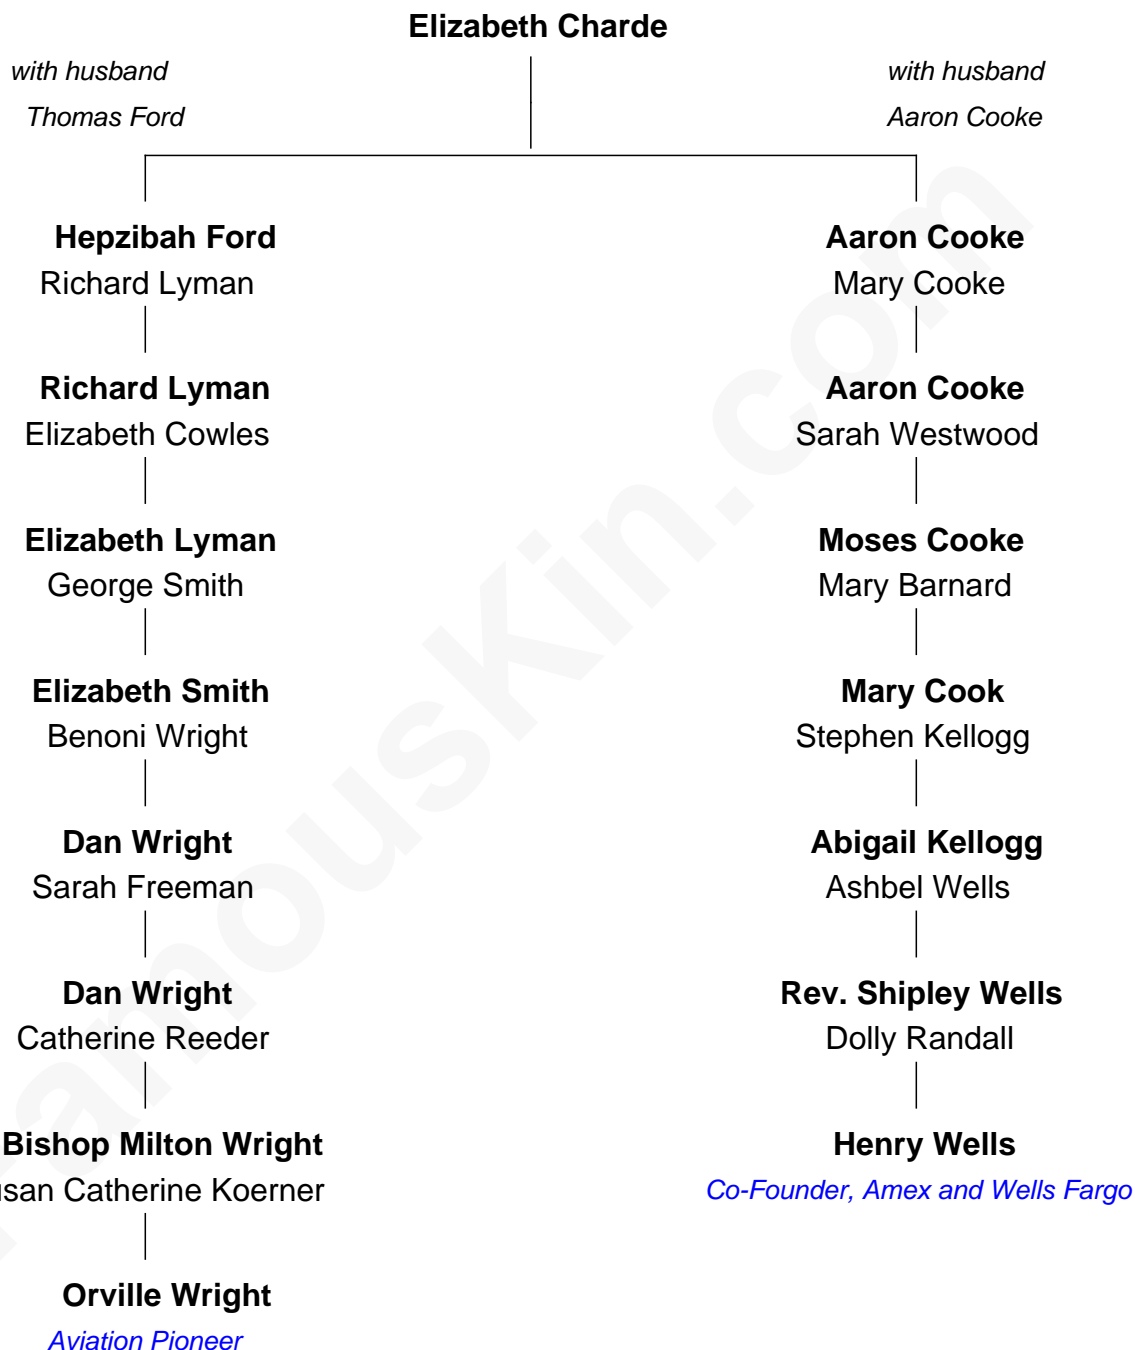 Elizabeth Charde
with husband
Thomas Ford
with husband
Aaron Cooke
Hepzibah Ford
Richard Lyman
Aaron Cooke
Mary Cooke
Richard Lyman
Elizabeth Cowles
Aaron Cooke
Sarah Westwood
Elizabeth Lyman
George Smith
Moses Cooke
Mary Barnard
Elizabeth Smith
Benoni Wright
Mary Cook
Stephen Kellogg
Dan Wright
Sarah Freeman
Abigail Kellogg
Ashbel Wells
Dan Wright
Catherine Reeder
Rev. Shipley Wells
Dolly Randall
Bishop Milton Wright
usan Catherine Koerner
Henry Wells
Co-Founder, Amex and Wells Fargo
Orville Wright
Aviation Pioneer
FamousKin.com